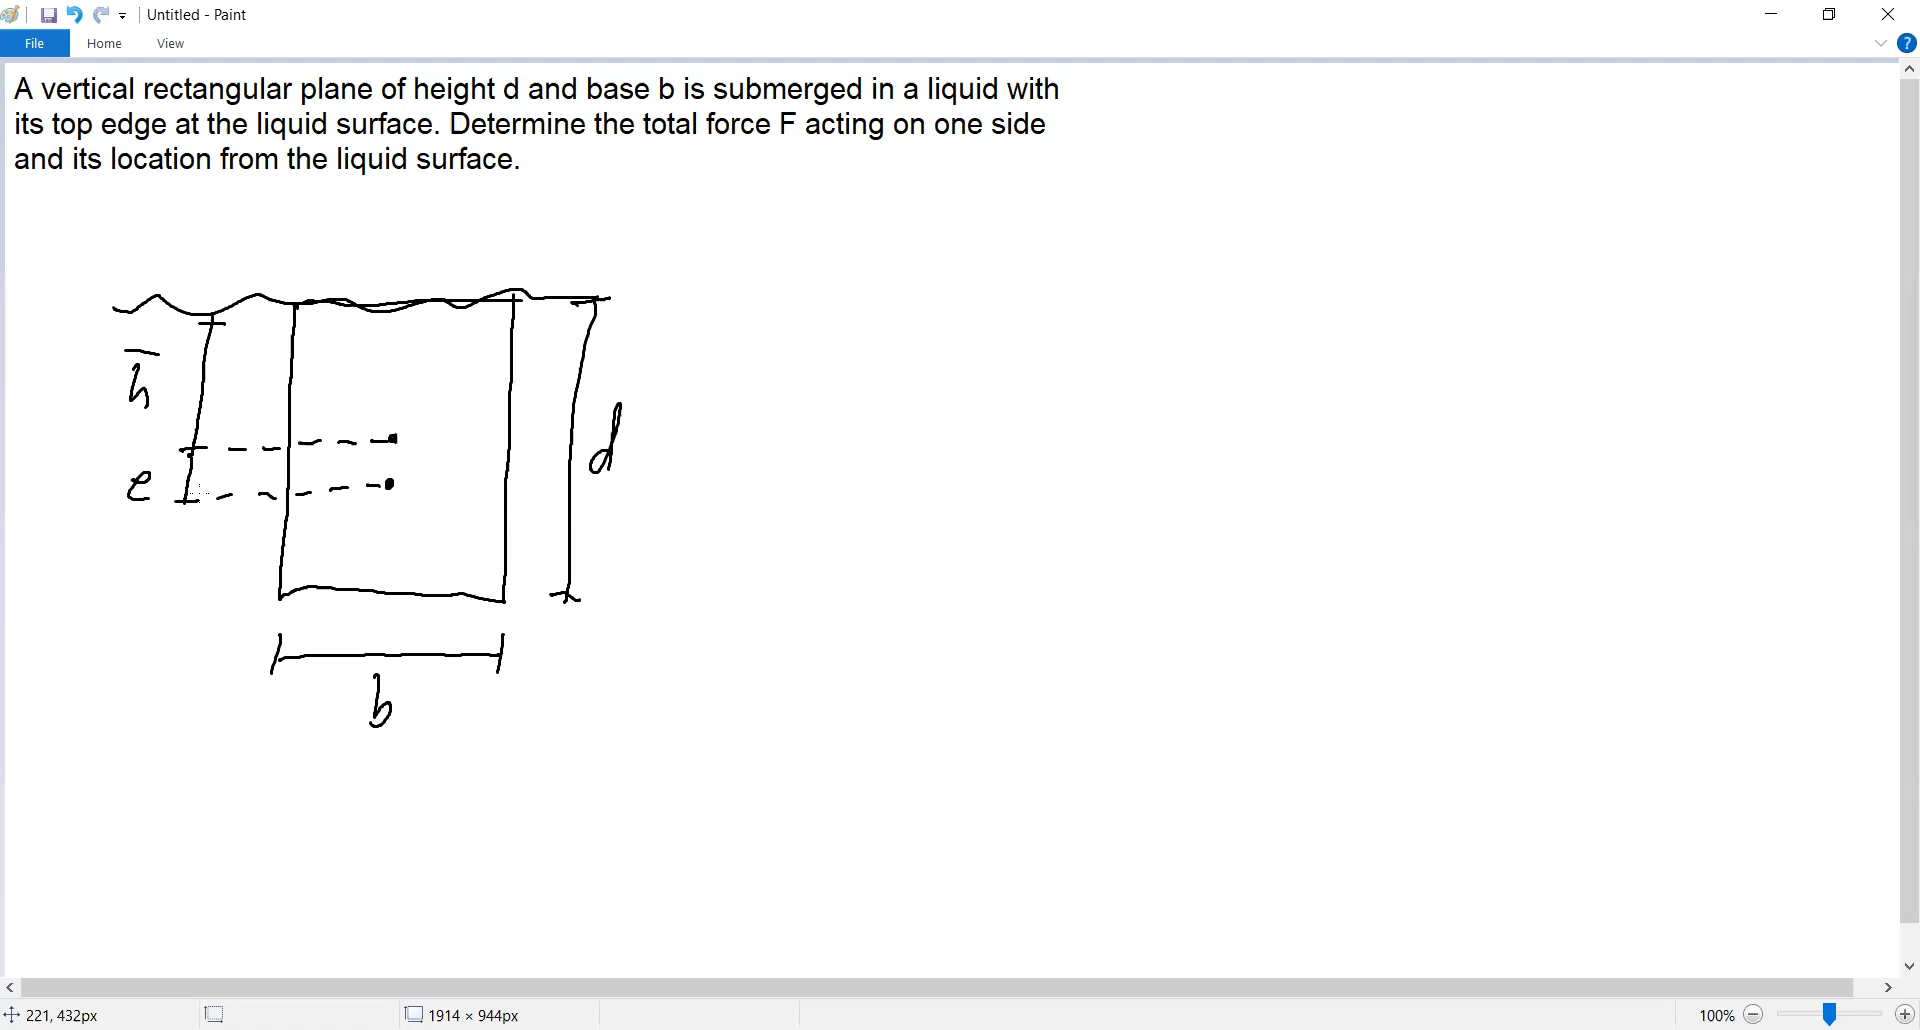 Untitled - Paint
File Home View
?
A vertical rectangular plane of height d and base b is submerged in a liquid with
its top edge at the liquid surface. Determine the total force F acting on one side
and its location from the liquid surface.
h̅
d
e
b
221, 432px
1914 × 944px
100%